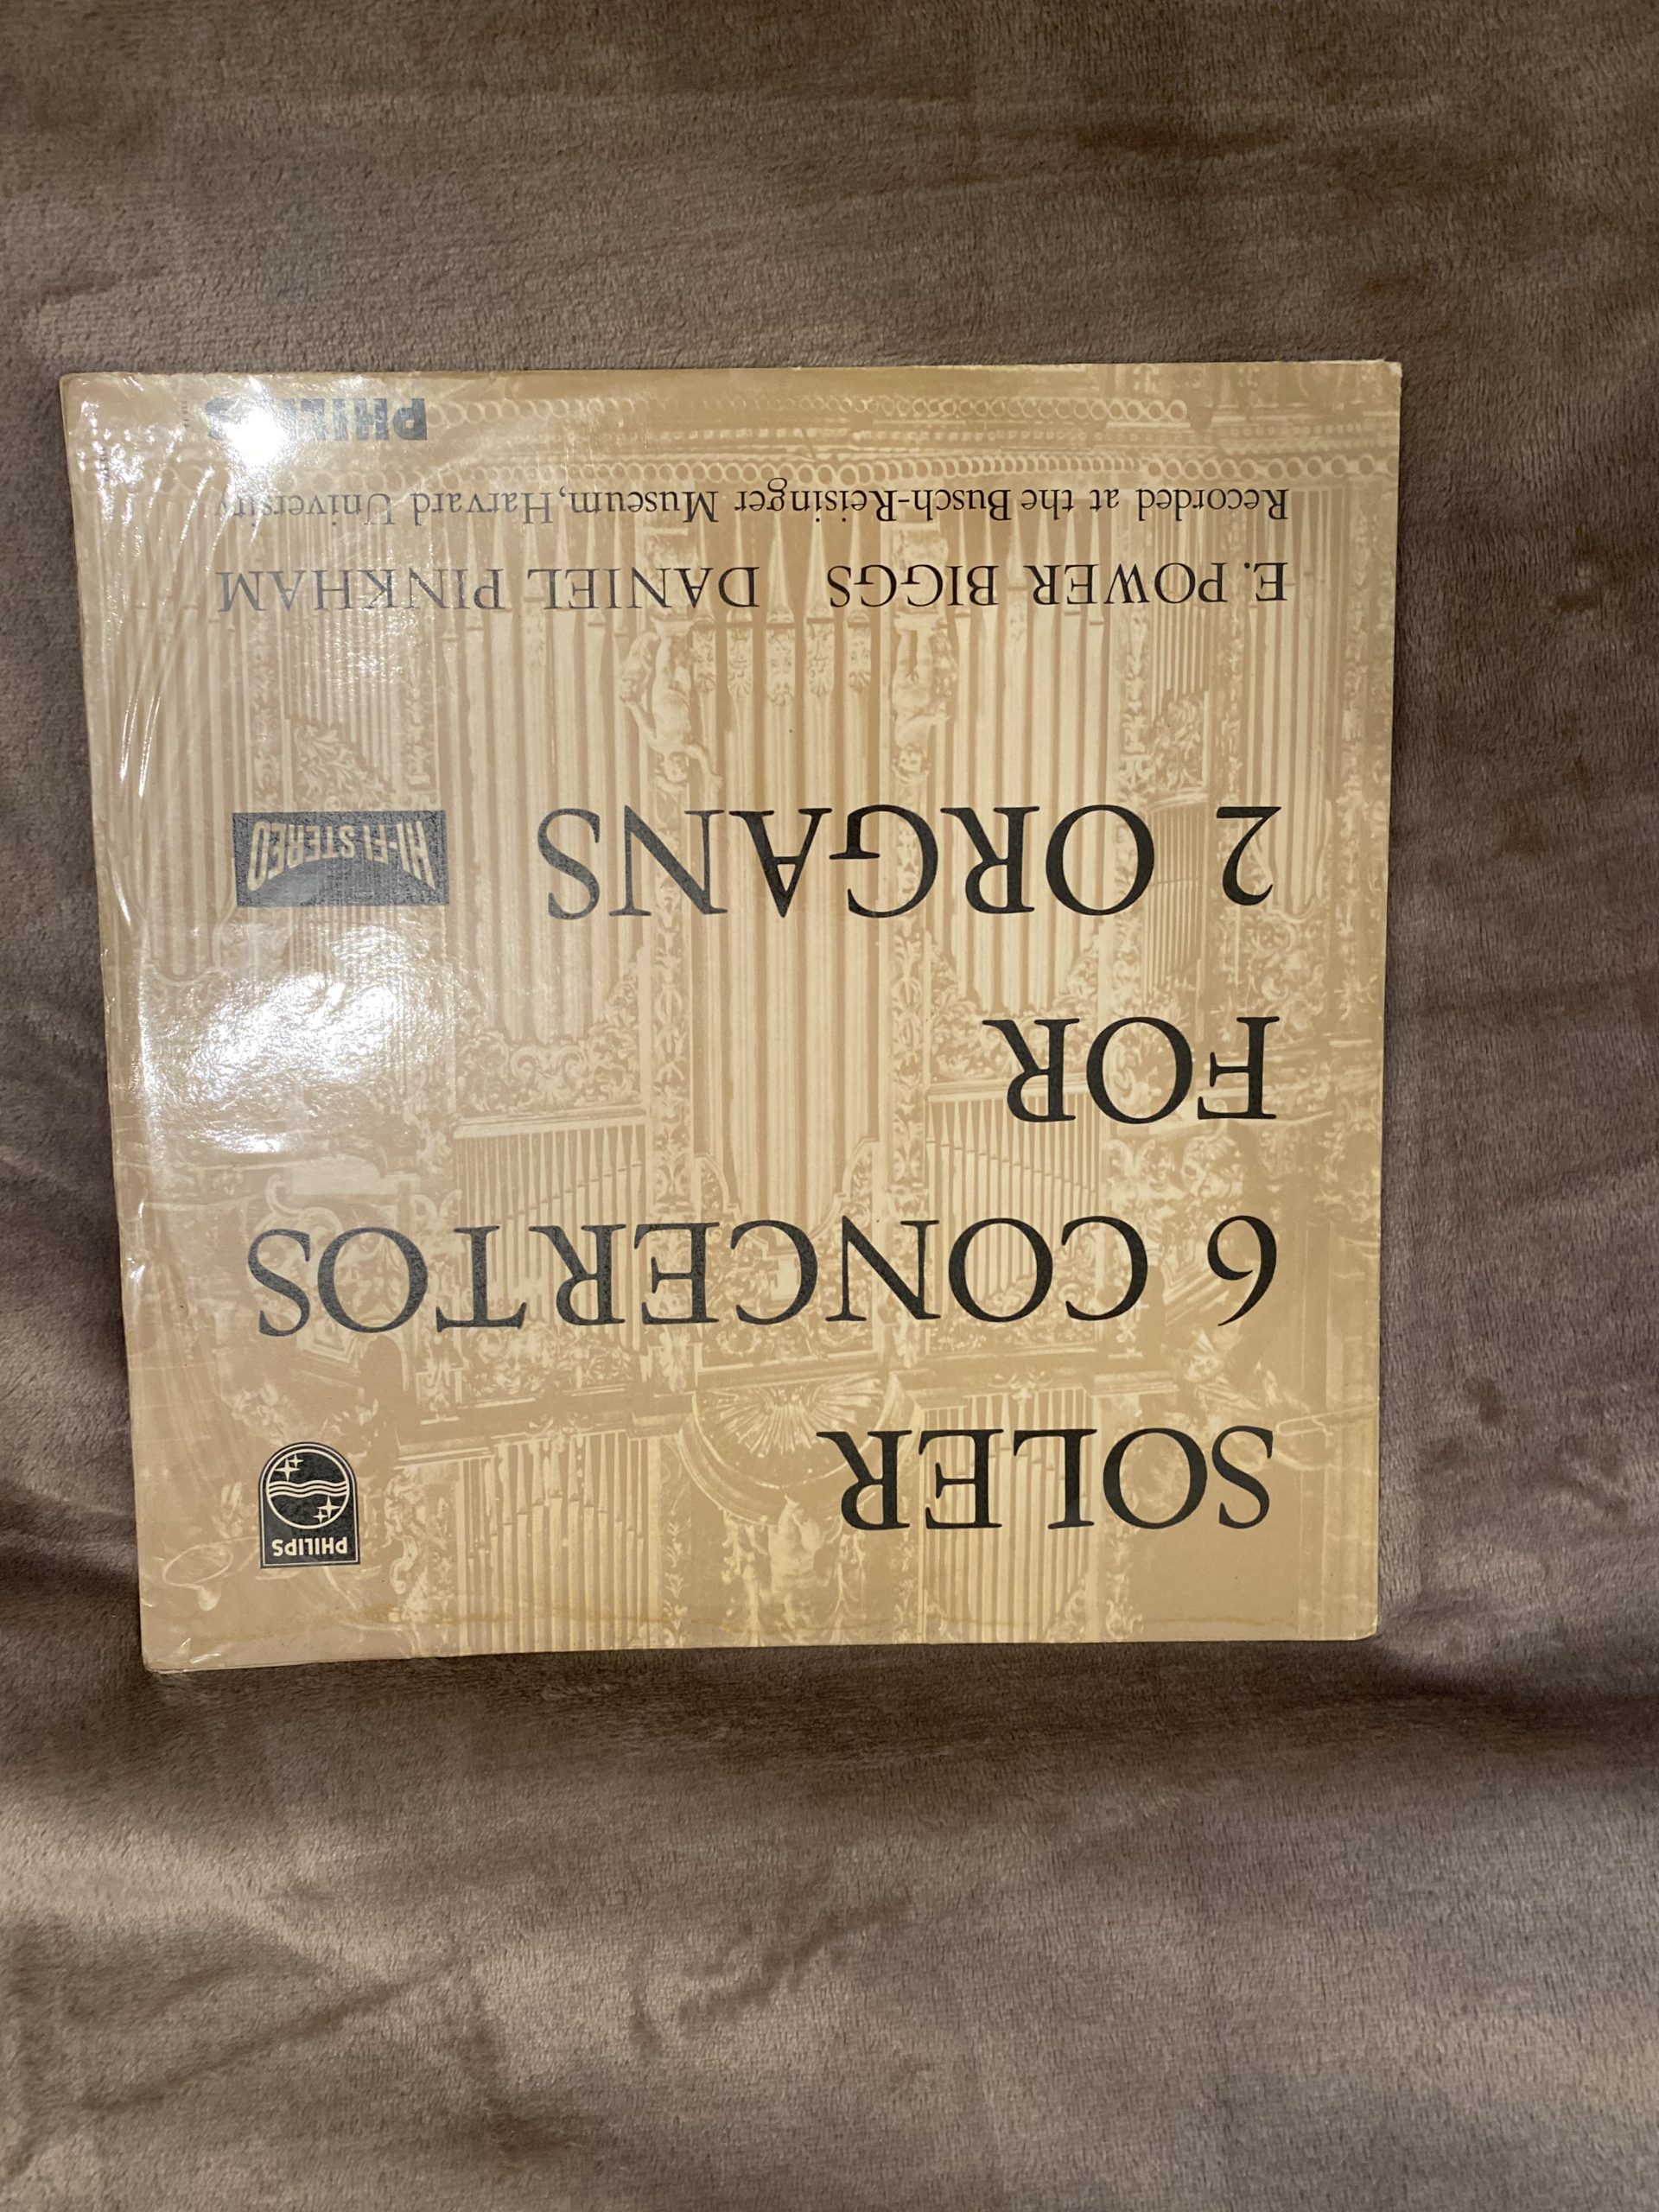 PHILIPS
SOLER
6 CONCERTOS
FOR
2 ORGANS
HI-FI STEREO
E. POWER BIGGS DANIEL PINKHAM
Recorded at the Busch-Reisinger Museum, Harvard University
PHILIPS